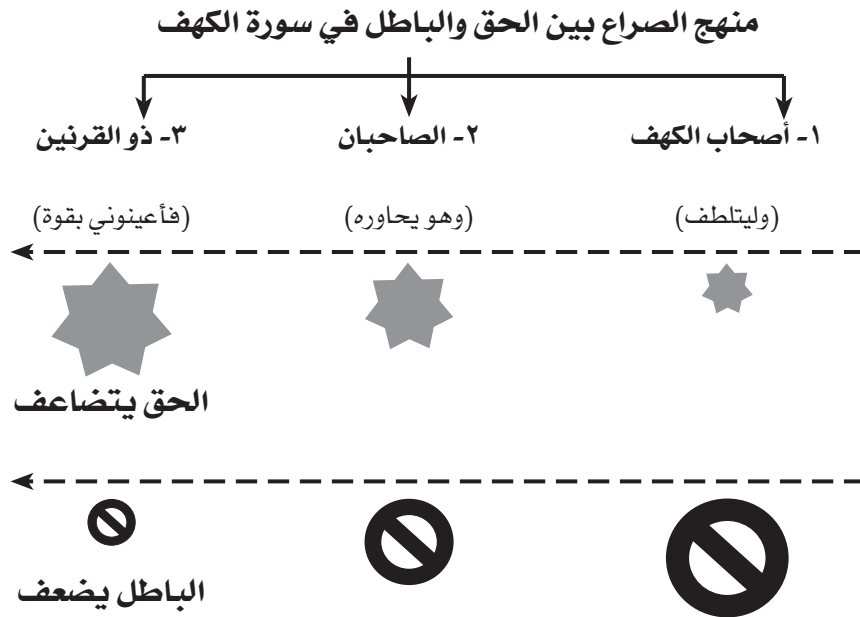 منهج الصراع بين الحق والباطل في سورة الكهف
١- أصحاب الكهف
٢- الصاحبان
٣- ذو القرنين
(وليتلطف)
(وهو يحاوره)
(فأعينوني بقوة)
الحق يتضاعف
الباطل يضعف